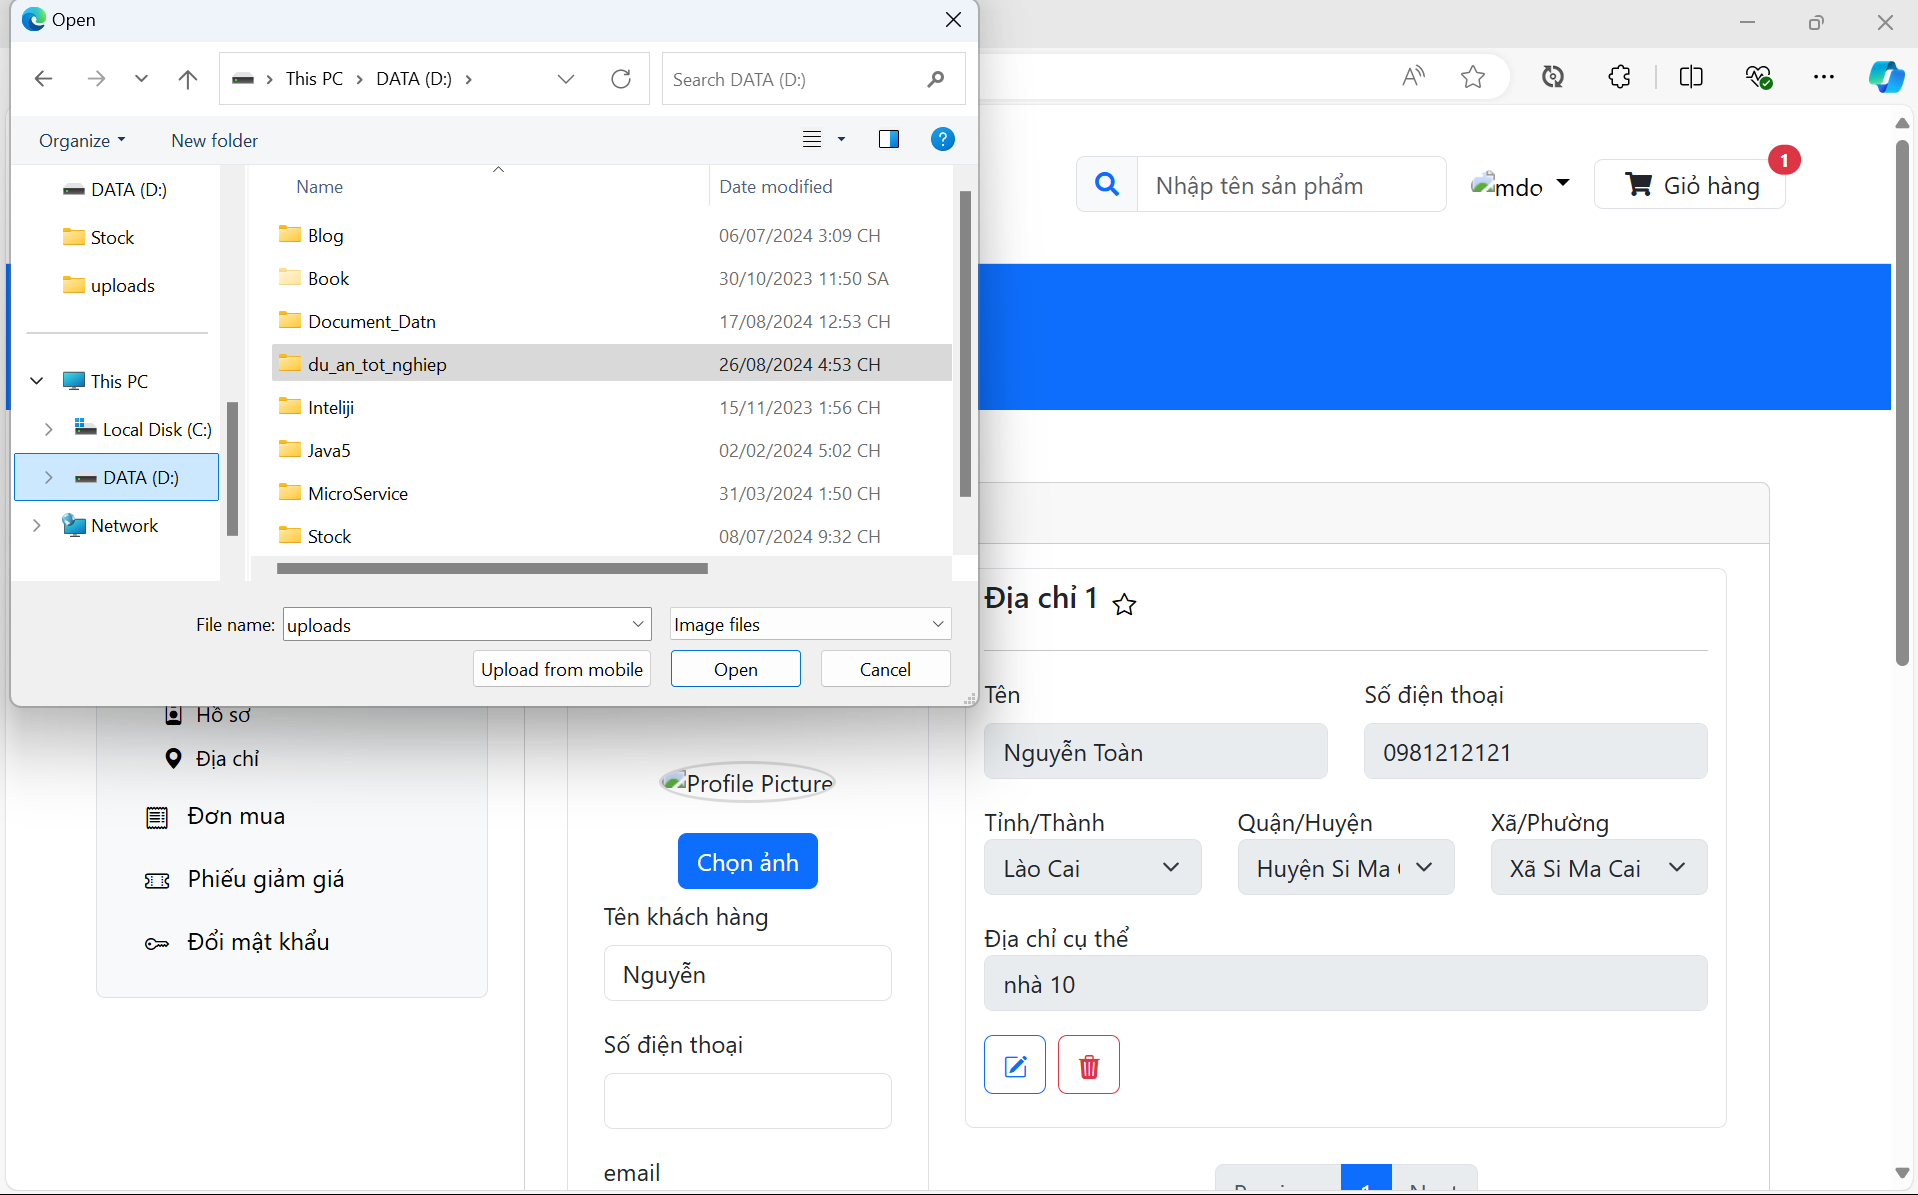 Open
This PC
DATA (D:)
Search DATA (D:)
Organize
New folder
DATA (D:)
Stock
uploads
This PC
Local Disk (C:)
DATA (D:)
Network
Name
Date modified
Blog
06/07/2024 3:09 CH
Book
30/10/2023 11:50 SA
Document_Datn
17/08/2024 12:53 CH
du_an_tot_nghiep
26/08/2024 4:53 CH
Inteliji
15/11/2023 1:56 CH
Java5
02/02/2024 5:02 CH
MicroService
31/03/2024 1:50 CH
Stock
08/07/2024 9:32 CH
File name:
uploads
Image files
Upload from mobile
Open
Cancel
Nhập tên sản phẩm
mdo
Giỏ hàng
1
Hồ sơ
Địa chỉ
Đơn mua
Phiếu giảm giá
Đổi mật khẩu
Profile Picture
Chọn ảnh
Tên khách hàng
Nguyễn
Số điện thoại
email
Địa chỉ 1
Tên
Số điện thoại
Nguyễn Toàn
0981212121
Tỉnh/Thành
Quận/Huyện
Xã/Phường
Lào Cai
Huyện Si Ma
Xã Si Ma Cai
Địa chỉ cụ thể
nhà 10